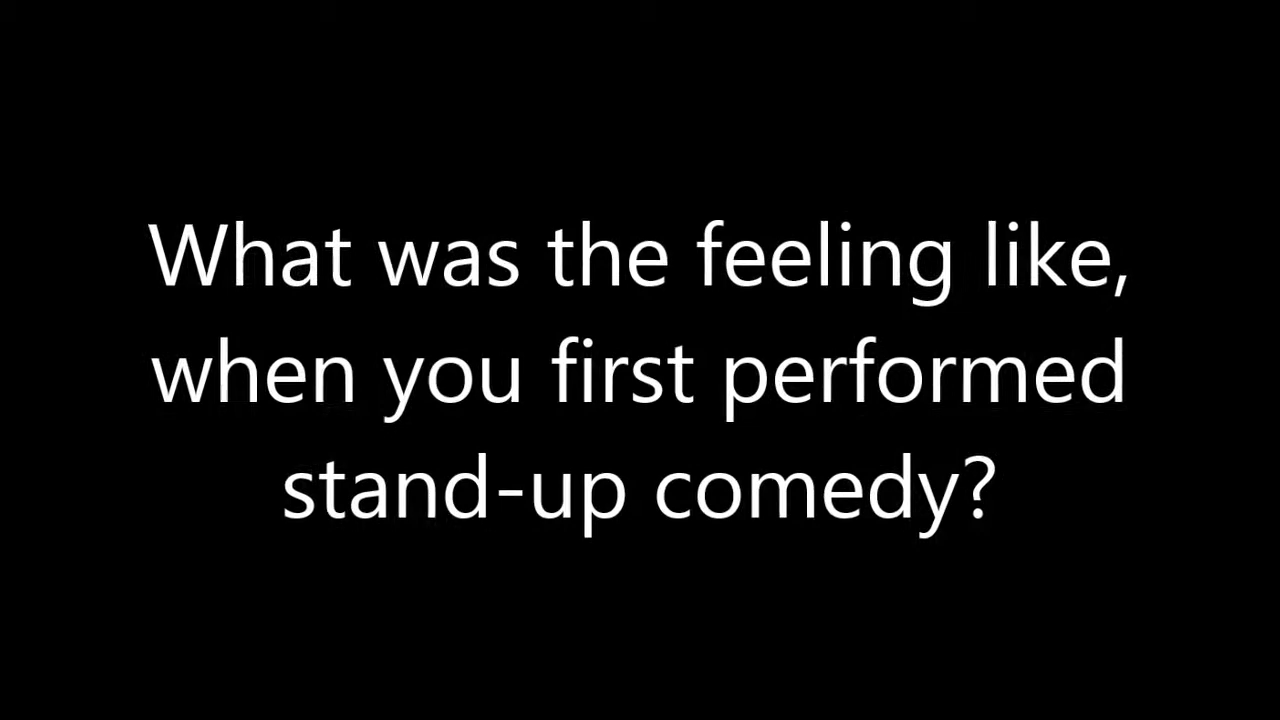 What was the feeling like,
when you first performed
stand-up comedy?